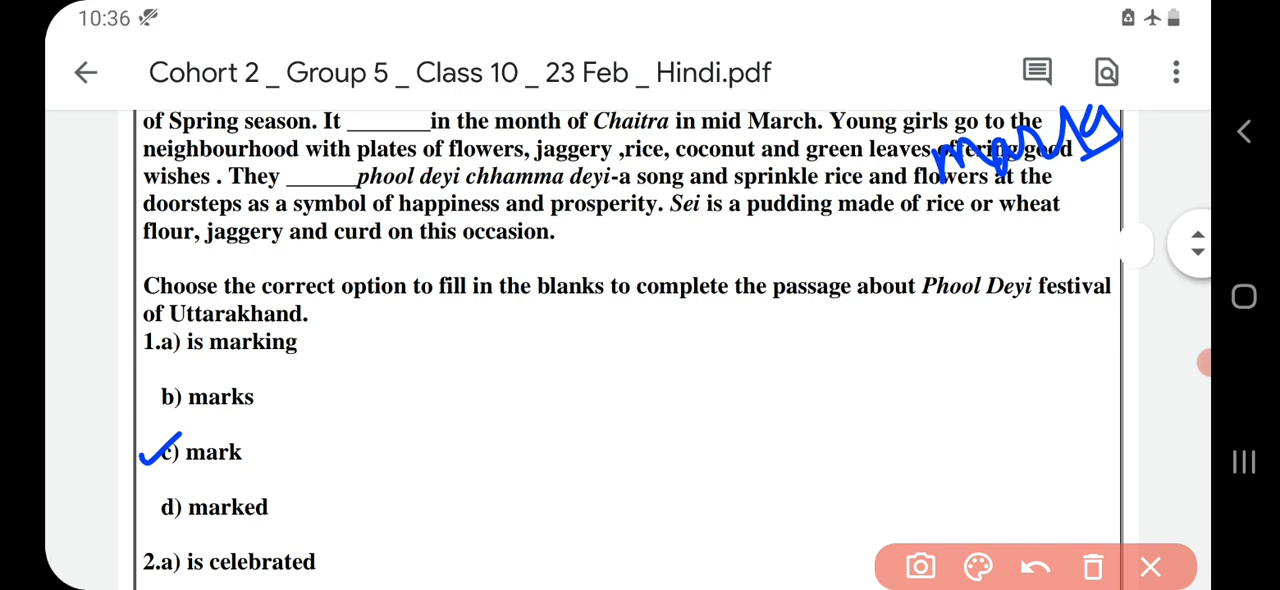 10:36
Cohort 2 _ Group 5 _ Class 10 _ 23 Feb _ Hindi.pdf
of Spring season. It _______in the month of Chaitra in mid March. Young girls go to the
neighbourhood with plates of flowers, jaggery ,rice, coconut and green leaves offering good
wishes . They ______phool deyi chhamma deyi-a song and sprinkle rice and flowers at the
doorsteps as a symbol of happiness and prosperity. Sei is a pudding made of rice or wheat
flour, jaggery and curd on this occasion.
Choose the correct option to fill in the blanks to complete the passage about Phool Deyi festival
of Uttarakhand.
1.a) is marking
b) marks
c) mark
d) marked
2.a) is celebrated